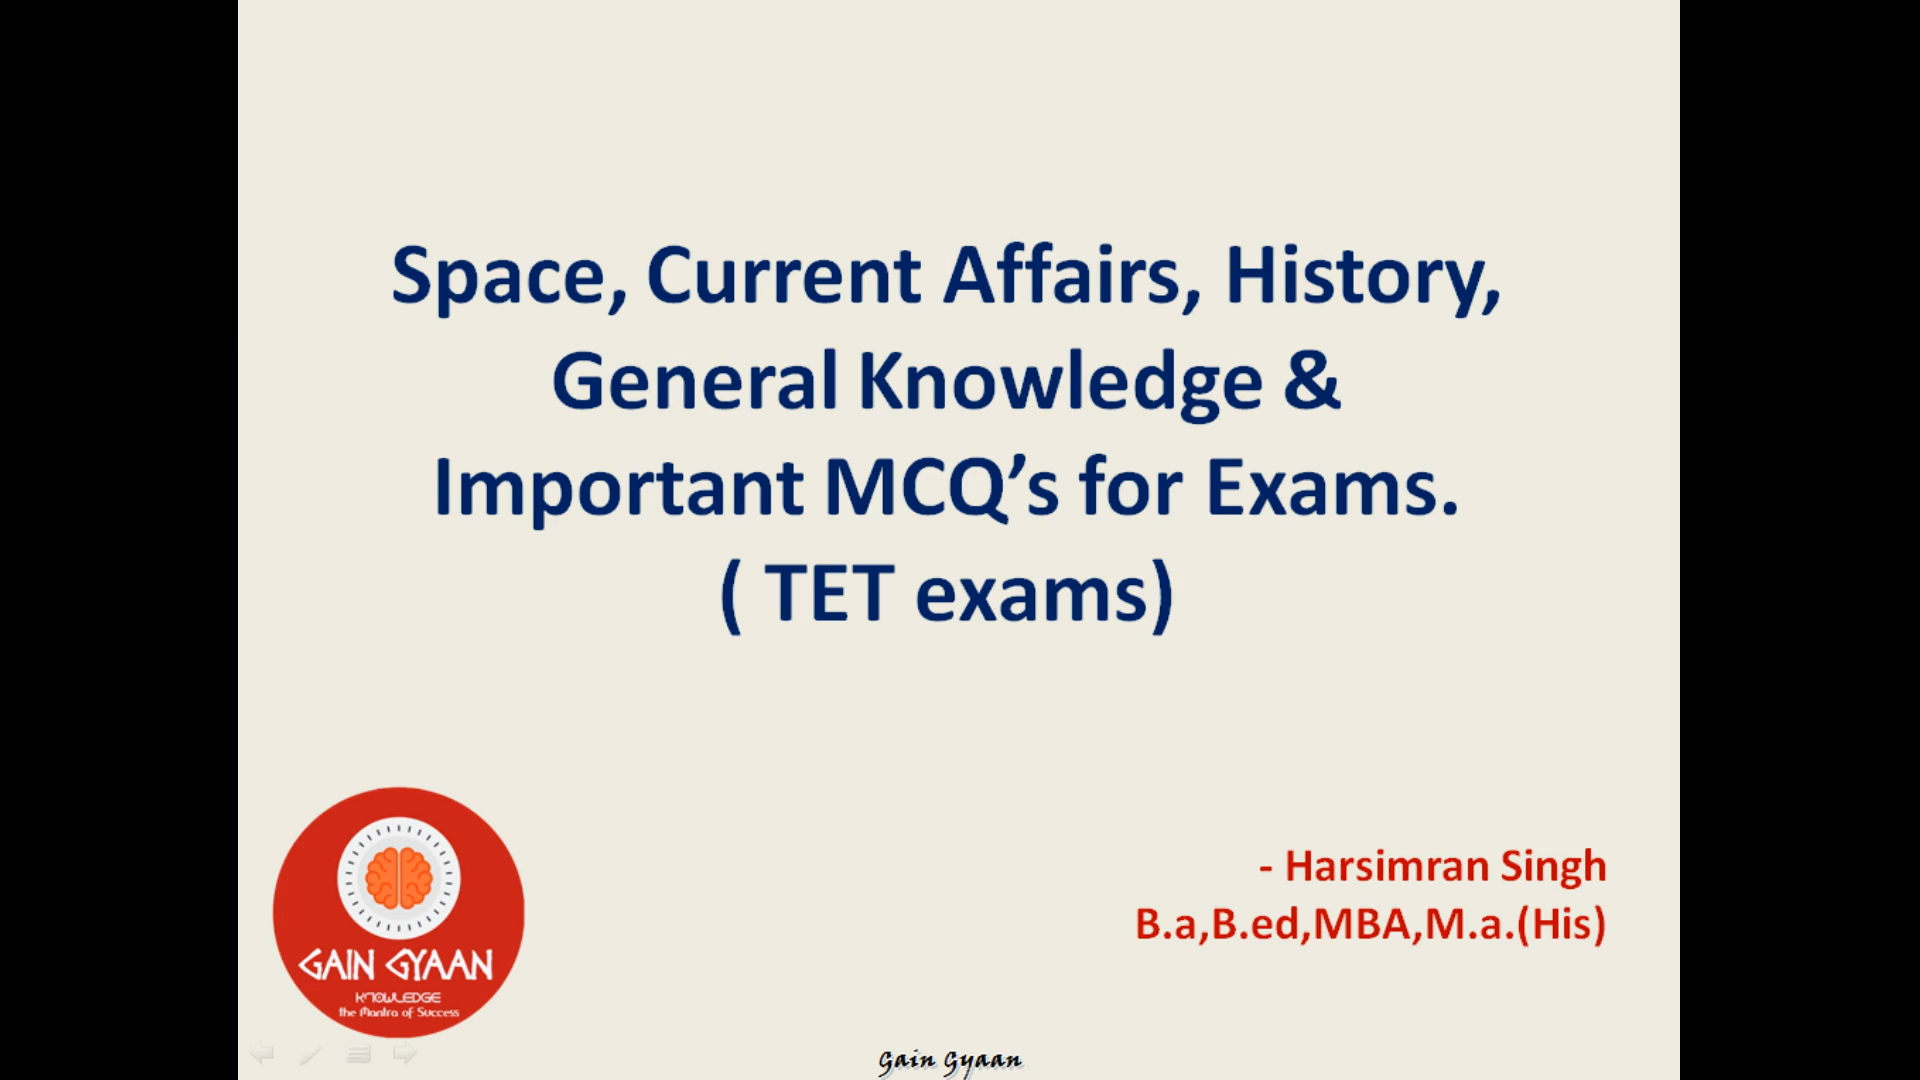 Space, Current Affairs, History,
General Knowledge &
Important MCQ’s for Exams.
( TET exams)
- Harsimran Singh
B.a,B.ed,MBA,M.a.(His)
GAIN GYAAN
KNOWLEDGE
the Mantra of Success
Gain Gyaan